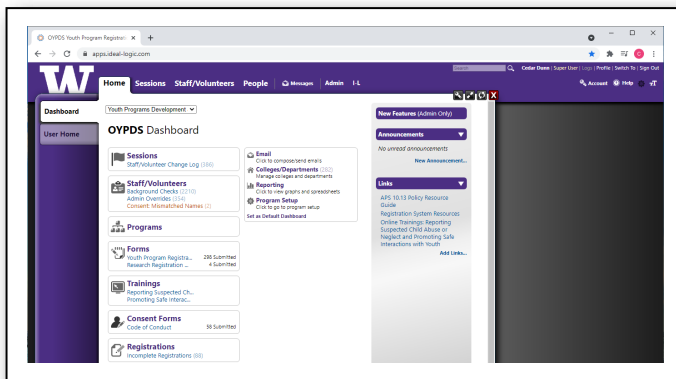 OYPDS Youth Program Registrati
apps.ideal-logic.com
Search
Cedar Dunn | Super User | Logs | Profile | Switch To | Sign Out
W
Home Sessions Staff/Volunteers People Messages Admin I-L
Account Help
Dashboard
User Home
Youth Programs Development
OYPDS Dashboard
Sessions
Staff/Volunteer Change Log (386)
Staff/Volunteers
Background Checks (2210)
Admin Overrides (354)
Consent: Mismatched Names (2)
Programs
Forms
Youth Program Registra... 298 Submitted
Research Registration ... 4 Submitted
Trainings
Reporting Suspected Ch...
Promoting Safe Interac...
Consent Forms
Code of Conduct 58 Submitted
Registrations
Incomplete Registrations (88)
Email
Click to compose/send emails
Colleges/Departments (282)
Manage colleges and departments
Reporting
Click to view graphs and spreadsheets
Program Setup
Click to go to program setup
Set as Default Dashboard
New Features (Admin Only)
Announcements
No unread announcements
New Announcement...
Links
APS 10.13 Policy Resource
Guide
Registration System Resources
Online Trainings: Reporting
Suspected Child Abuse or
Neglect and Promoting Safe
Interactions with Youth
Add Links...